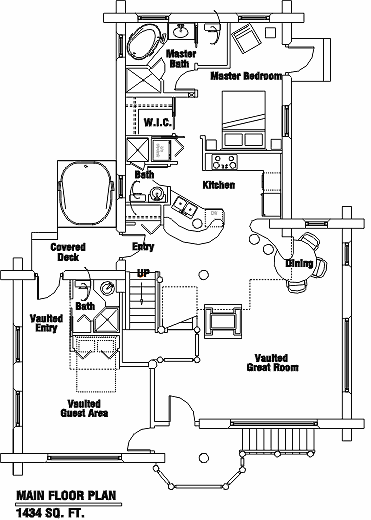 Master
Bath
Master Bedroom
W.I.C.
Bath
Kitchen
DW
Covered
Deck
Entry
Dining
UP
Bath
Vaulted
Entry
Vaulted
Great Room
Vaulted
Guest Area
MAIN FLOOR PLAN
1434 SQ. FT.